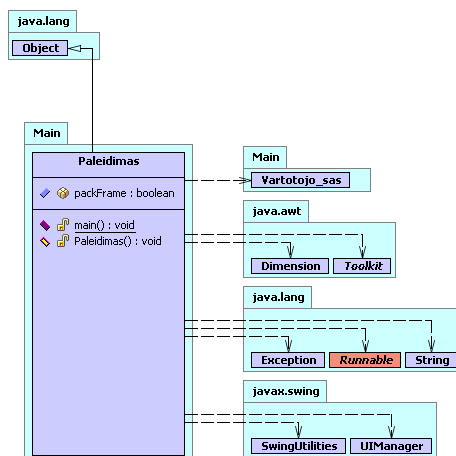 java.lang
Object
Main
Paleidimas
packFrame : boolean
main() : void
Paleidimas() : void
Main
Vartotojo_sas
java.awt
Dimension
Toolkit
java.lang
Exception
Runnable
String
javax.swing
SwingUtilities
UIManager